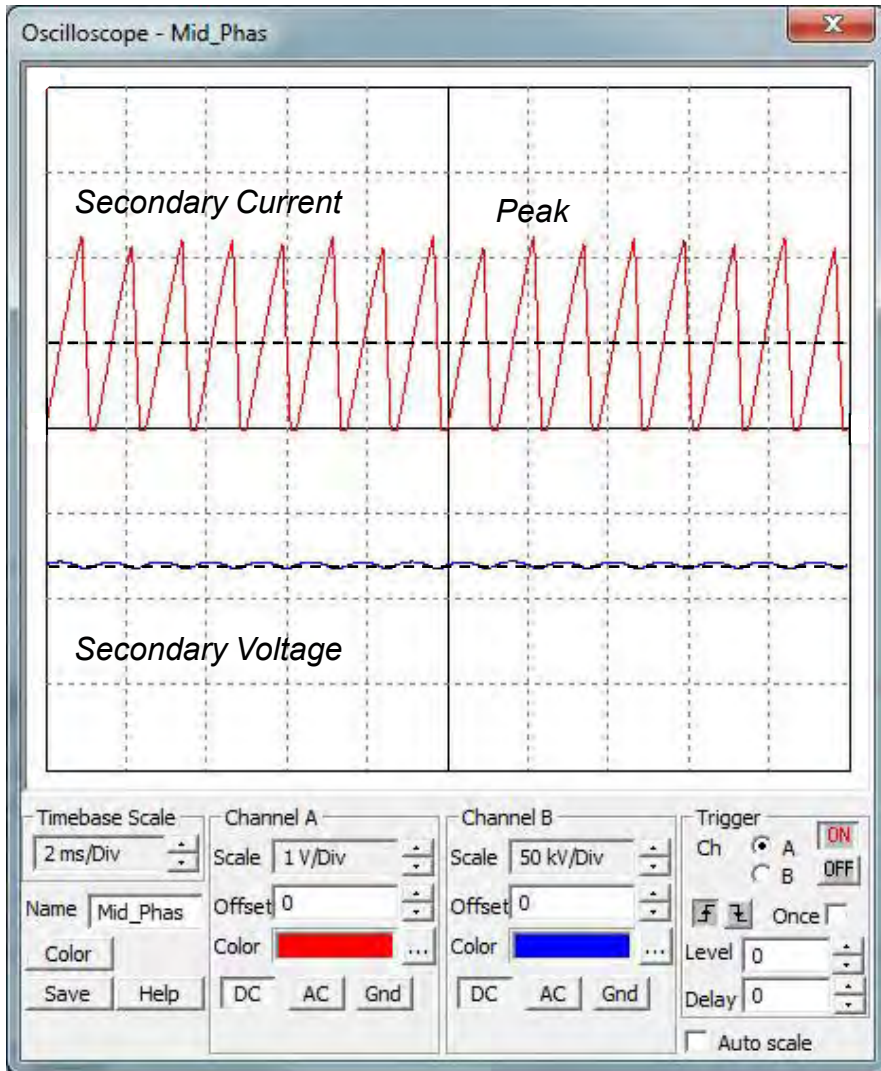 Oscilloscope - Mid_Phas
Secondary Current
Peak
Secondary Voltage
Timebase Scale
2 ms/Div
Name Mid_Phas
Color
Save Help
Channel A
Scale 1 V/Div
Offset 0
Color ...
DC AC Gnd
Channel B
Scale 50 kV/Div
Offset 0
Color ...
DC AC Gnd
Trigger
Ch A ON
B OFF
Once
Level 0
Delay 0
Auto scale